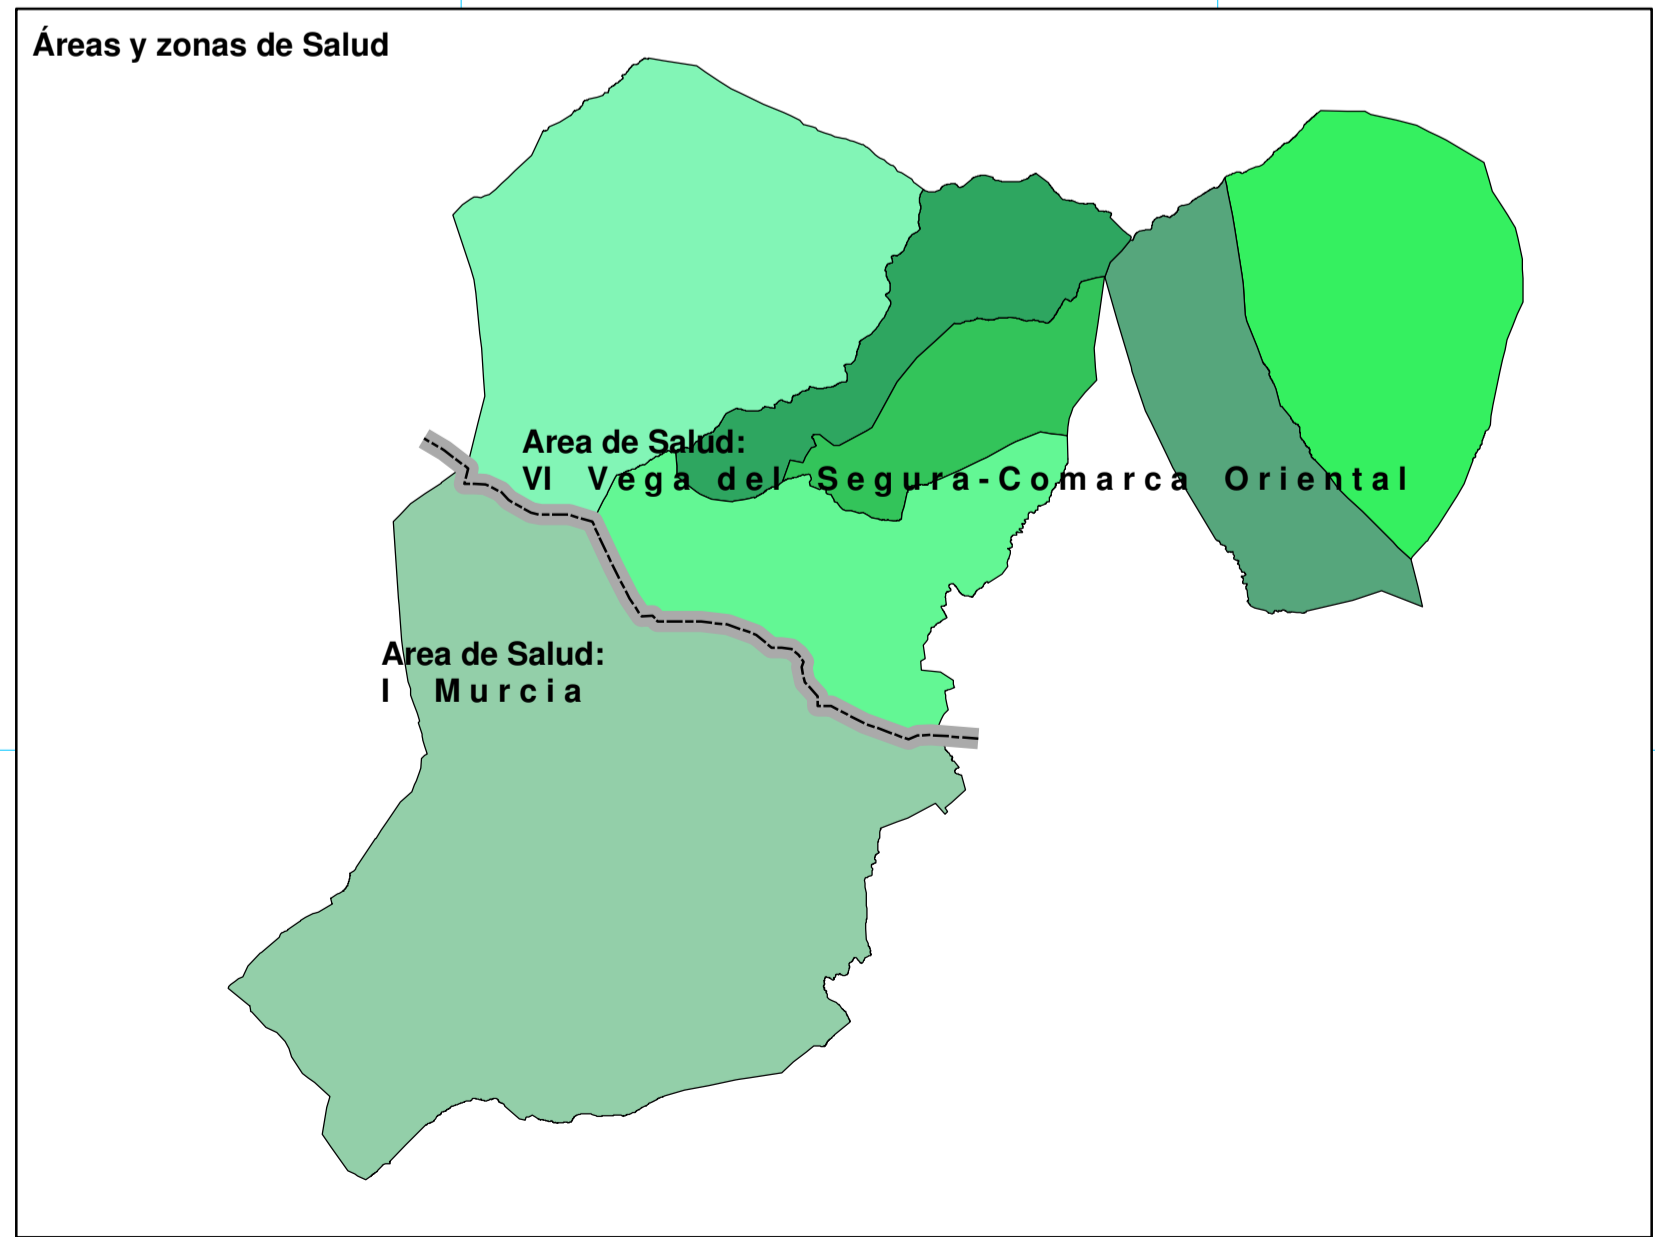 Áreas y zonas de Salud
Area de Salud:
VI Vega del Segura-Comarca Oriental
Area de Salud:
I Murcia